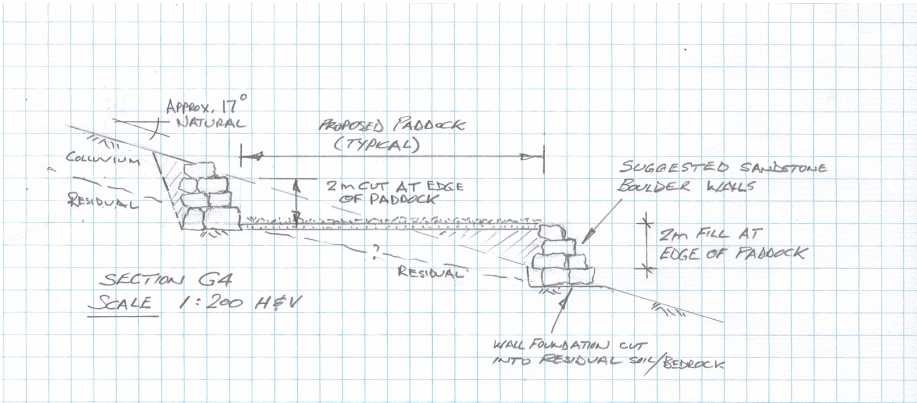 APPROX. 17°
NATURAL
COLLUVIUM
RESIDUAL
PROPOSED PADDOCK
(TYPICAL)
2m CUT AT EDGE
OF PADDOCK
SUGGESTED SANDSTONE
BOULDER WALLS
2m FILL AT
EDGE OF PADDOCK
?
RESIDUAL
SECTION G4
SCALE 1:200 H&V
WALL FOUNDATION CUT
INTO RESIDUAL SOIL/BEDROCK